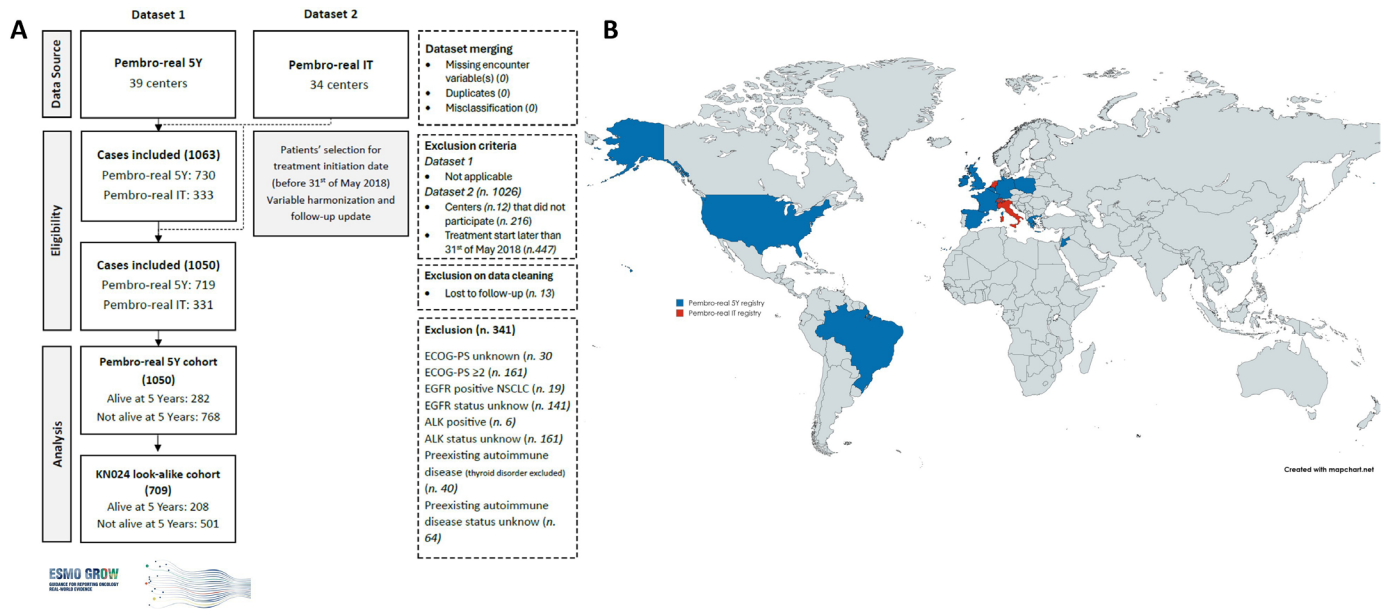 A
Dataset 1
Dataset 2
Data Source
Pembro-real 5Y
39 centers
Pembro-real IT
34 centers
Dataset merging
• Missing encounter
variable(s) (0)
• Duplicates (0)
• Misclassification (0)
Eligibility
Cases included (1063)
Pembro-real 5Y: 730
Pembro-real IT: 333
Patients' selection for
treatment initiation date
(before 31st of May 2018)
Variable harmonization and
follow-up update
Exclusion criteria
Dataset 1
• Not applicable
Dataset 2 (n. 1026)
• Centers (n.12) that did not
participate (n. 216)
• Treatment start later than
31st of May 2018 (n.447)
Cases included (1050)
Pembro-real 5Y: 719
Pembro-real IT: 331
Exclusion on data cleaning
• Lost to follow-up (n. 13)
Analysis
Pembro-real 5Y cohort
(1050)
Alive at 5 Years: 282
Not alive at 5 Years: 768
KN024 look-alike cohort
(709)
Alive at 5 Years: 208
Not alive at 5 Years: 501
Exclusion (n. 341)
ECOG-PS unknown (n. 30
ECOG-PS ≥2 (n. 161)
EGFR positive NSCLC (n. 19)
EGFR status unknow (n. 141)
ALK positive (n. 6)
ALK status unknow (n. 161)
Preexisting autoimmune
disease (thyroid disorder excluded)
(n. 40)
Preexisting autoimmune
disease status unknow (n.
64)
ESMO GROW
GUIDANCE FOR REPORTING ONCOLOGY
REAL-WORLD EVIDENCE
B
Pembro-real 5Y registry
Pembro-real IT registry
Created with mapchart.net